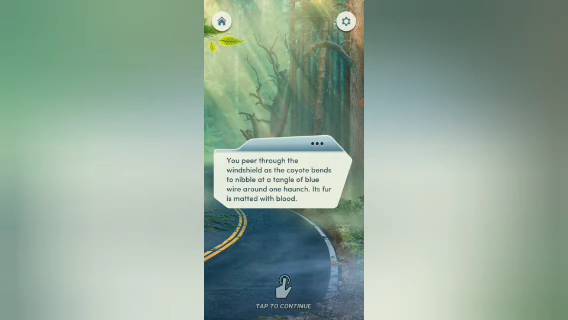 You peer through the
windshield as the coyote bends
to nibble at a tangle of blue
wire around one haunch. Its fur
is matted with blood.
TAP TO CONTINUE